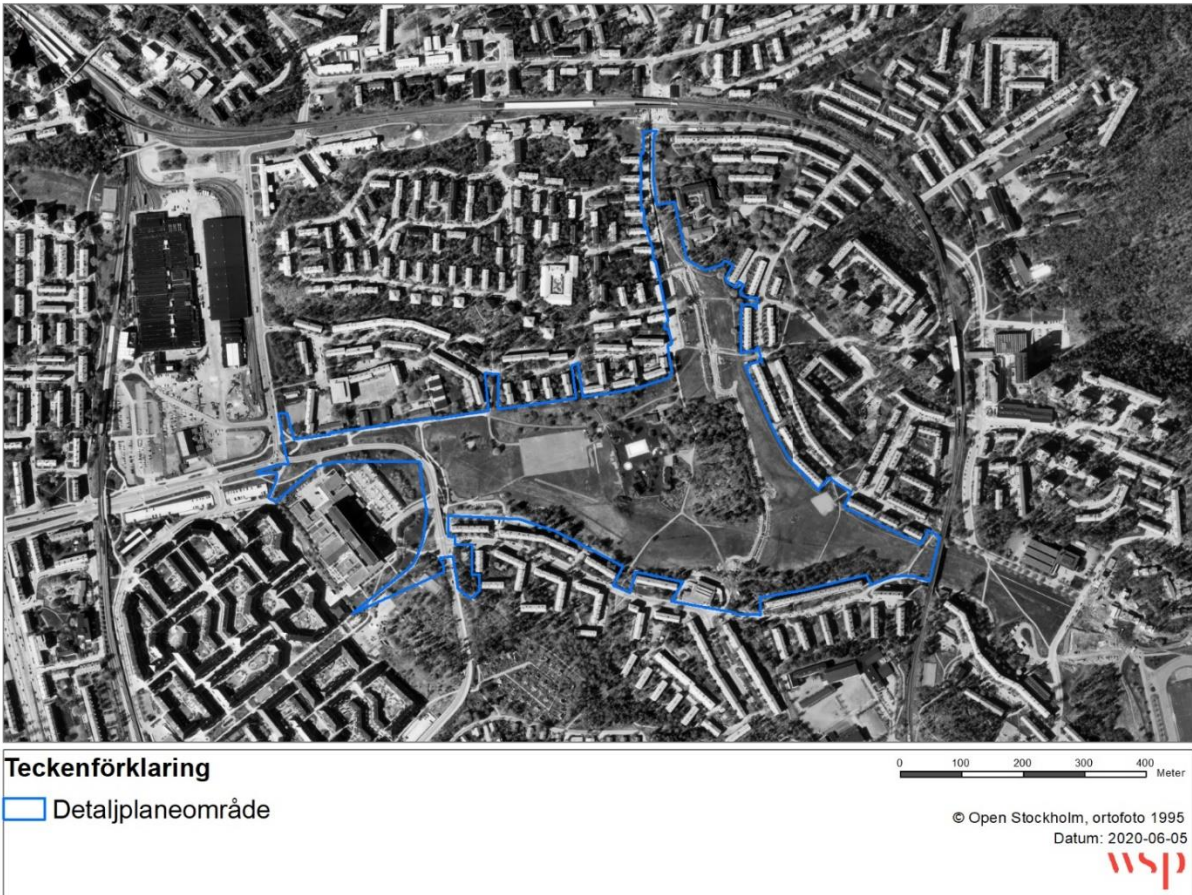 Teckenförklaring
Detaljplaneområde
0 100 200 300 400
Meter
© Open Stockholm, ortofoto 1995
Datum: 2020-06-05
wsp